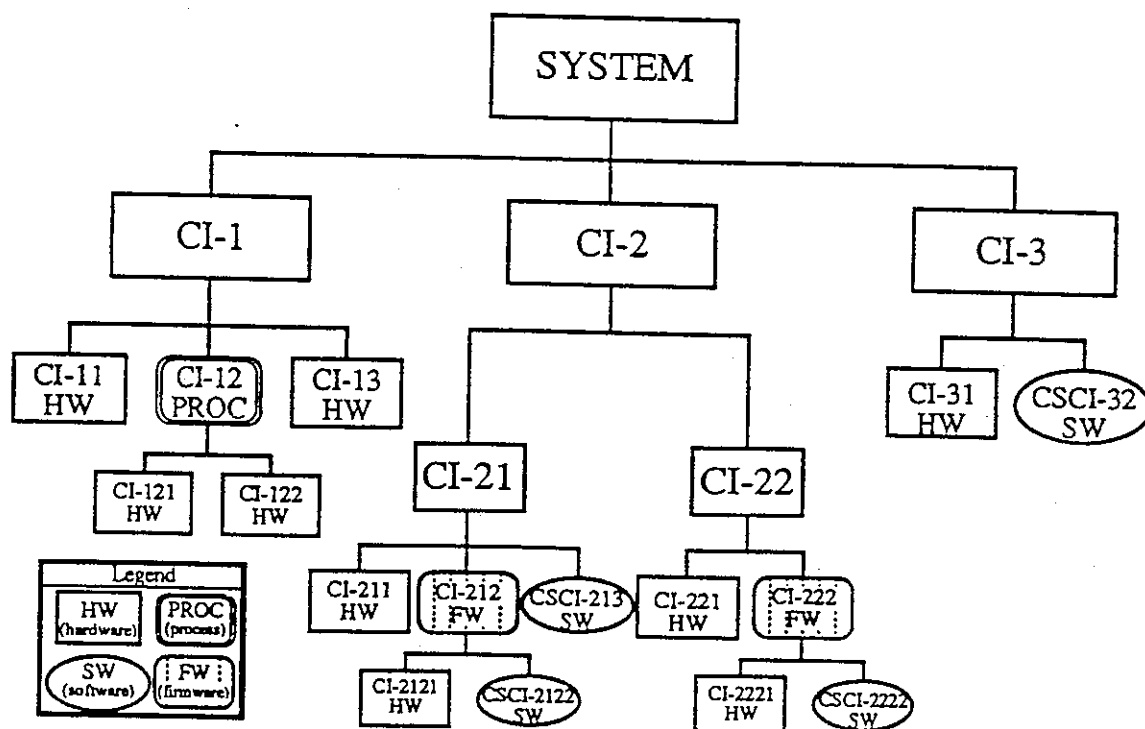 SYSTEM
CI-1
CI-2
CI-3
CI-11
HW
CI-12
PROC
CI-13
HW
CI-31
HW
CSCI-32
SW
CI-121
HW
CI-122
HW
CI-21
CI-22
CI-211
HW
CI-212
FW
CSCI-213
SW
CI-221
HW
CI-222
FW
CI-2121
HW
CSCI-2122
SW
CI-2221
HW
CSCI-2222
SW
Legend
HW
(hardware)
PROC
(process)
SW
(software)
FW
(firmware)